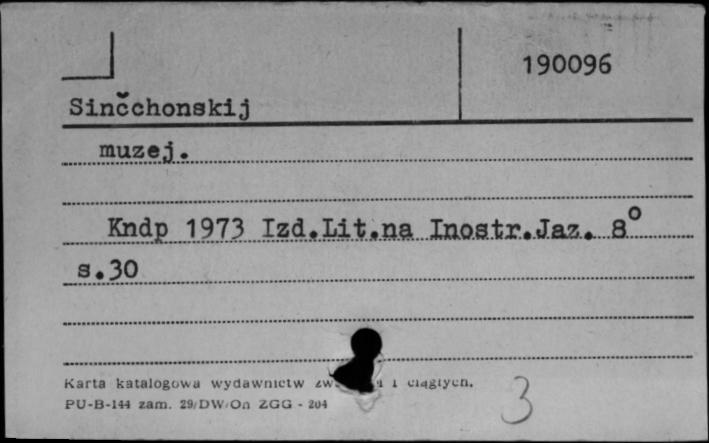 190096
Sinčchonskij
muzej.
Kndp 1973 Izd.Lit.na Inostr.Jaz. 8°
s.30
Karta katalogowa wydawnictw i ciągłych.
PU-B-144 zam. 29/DW/On ZGG - 204
3